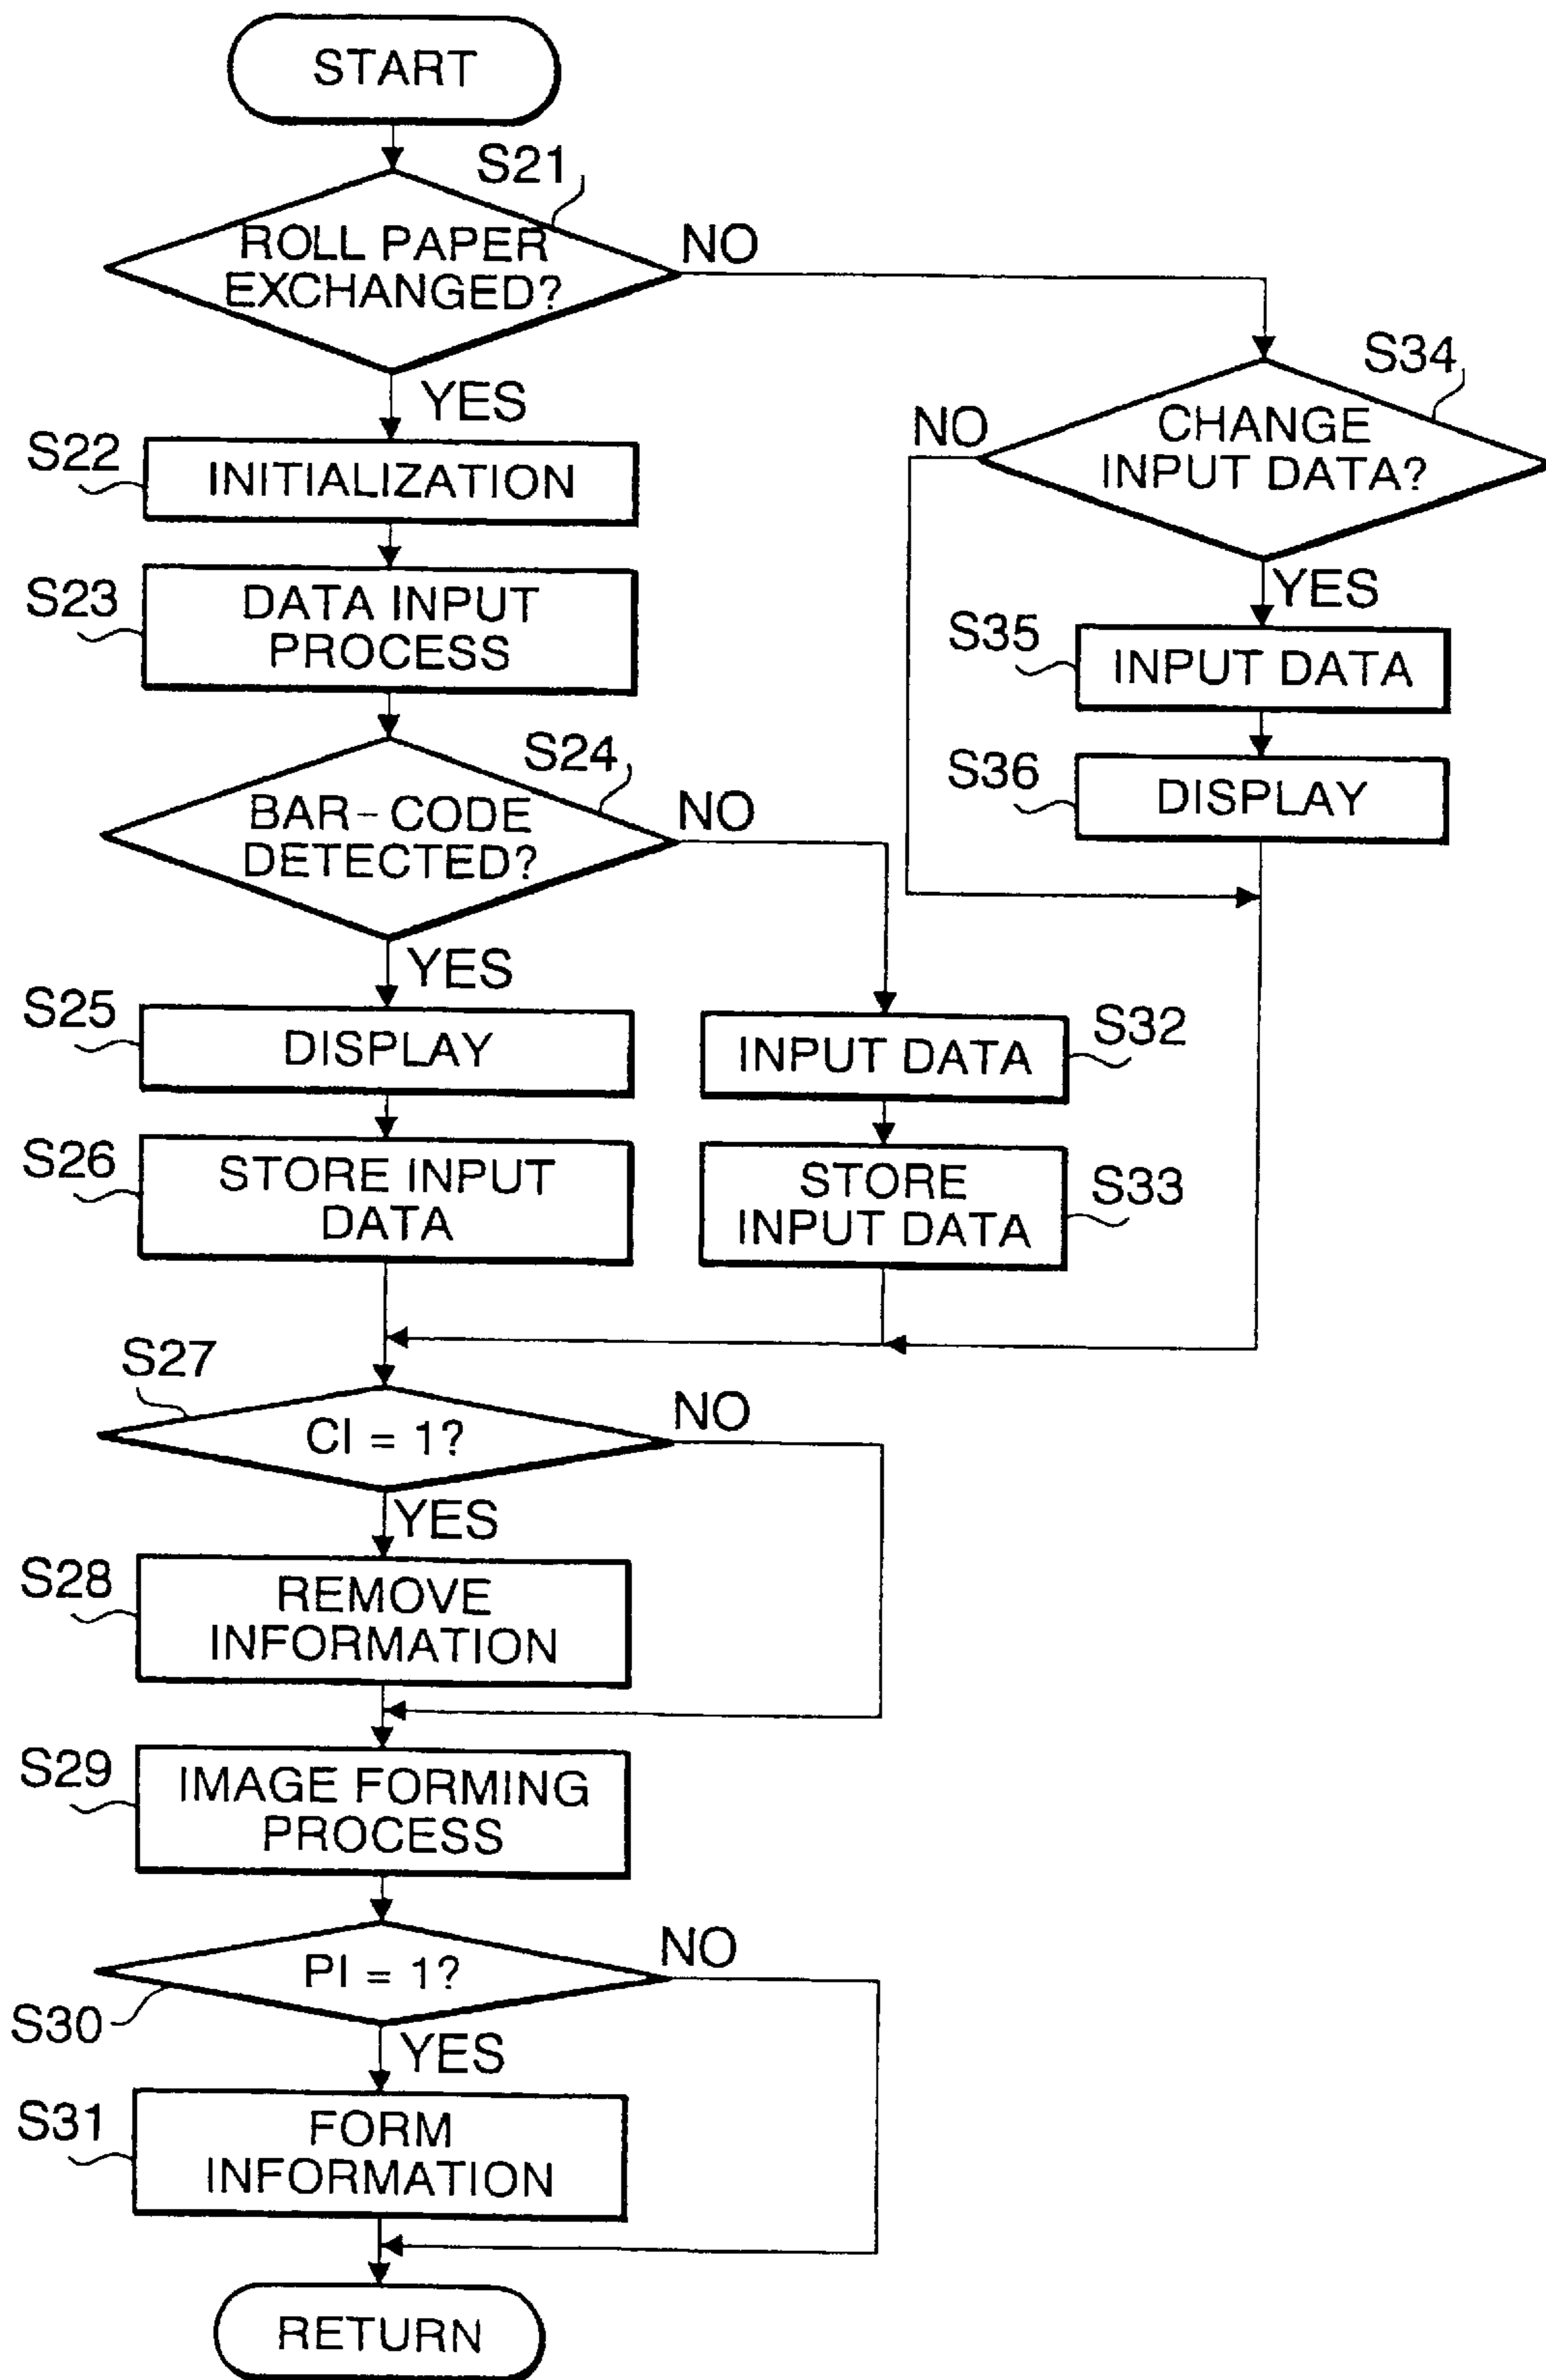 START
S21
ROLL PAPER
EXCHANGED?
NO
YES
S34
CHANGE
INPUT DATA?
NO
YES
S22
INITIALIZATION
S23
DATA INPUT
PROCESS
S35
INPUT DATA
S36
DISPLAY
S24
BAR-CODE
DETECTED?
NO
YES
S25
DISPLAY
S32
INPUT DATA
S26
STORE INPUT
DATA
S33
STORE
INPUT DATA
S27
CI = 1?
NO
YES
S28
REMOVE
INFORMATION
S29
IMAGE FORMING
PROCESS
S30
PI = 1?
NO
YES
S31
FORM
INFORMATION
RETURN